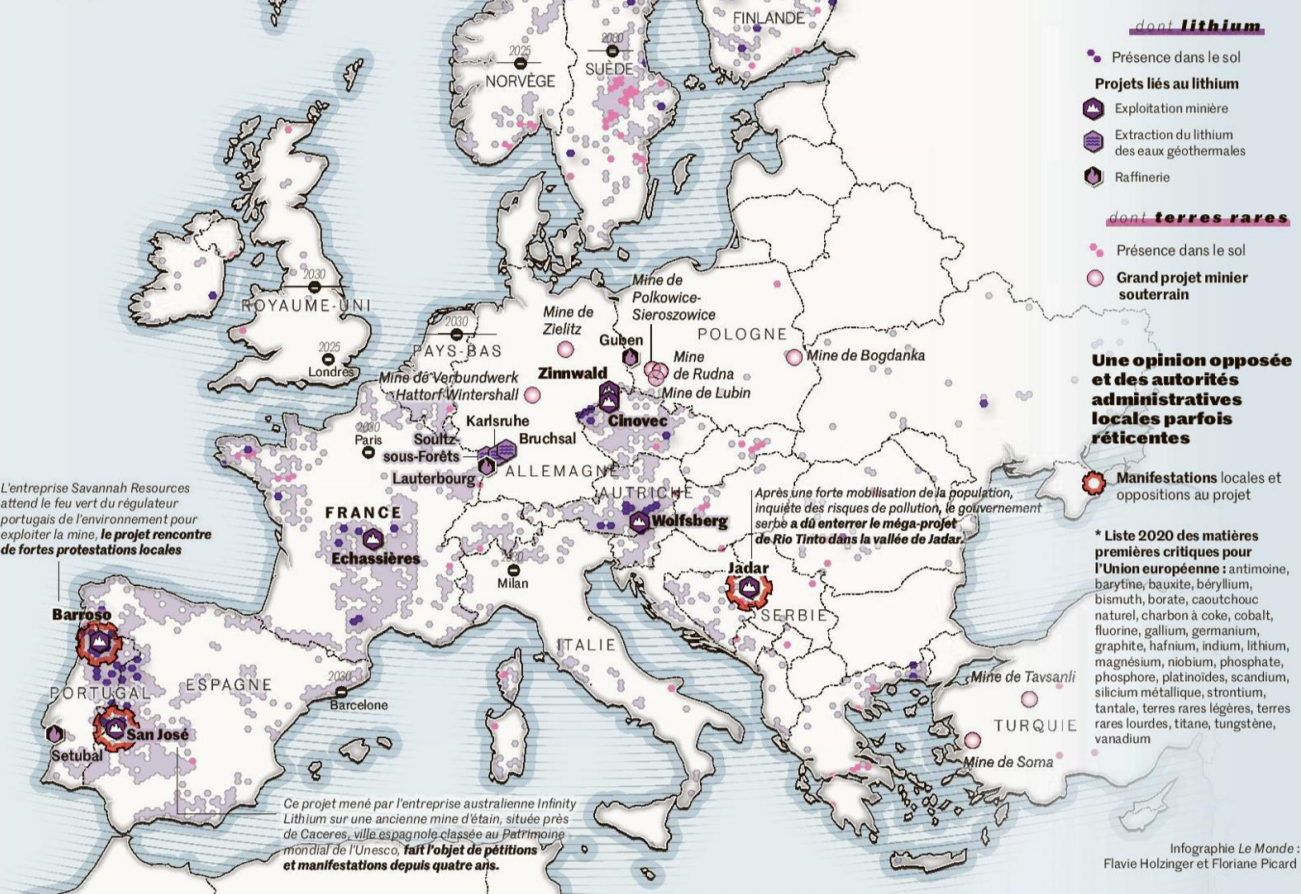 FINLANDE
2025
NORVÈGE
2030
SUÈDE
2030
ROYAUME-UNI
2025
Londres
2030
PAYS-BAS
Mine de
Zielitz
Mine de
Polkowice-
Sieroszowice
POLOGNE
Guben
Mine
de Rudna
Mine de Lubin
Mine de Bogdanka
Zinnwald
Mine de Verbundwerk
Hattorf Wintershall
Cinovec
2030
Paris
Karlsruhe
Soultz-
sous-Forêts
Bruchsal
Lauterbourg
ALLEMAGNE
AUTRICHE
Wolfsberg
FRANCE
Echassières
Milan
L'entreprise Savannah Resources
attend le feu vert du régulateur
portugais de l'environnement pour
exploiter la mine, le projet rencontre
de fortes protestations locales
Après une forte mobilisation de la population,
inquiète des risques de pollution, le gouvernement
serbe a dû enterrer le méga-projet
de Rio Tinto dans la vallée de Jadar.
Jadar
SERBIE
Barroso
ITALIE
PORTUGAL
ESPAGNE
2030
Barcelone
San José
Setubal
Mine de Tavsanli
TURQUIE
Mine de Soma
Ce projet mené par l'entreprise australienne Infinity
Lithium sur une ancienne mine d'étain, située près
de Caceres, ville espagnole classée au Patrimoine
mondial de l'Unesco, fait l'objet de pétitions
et manifestations depuis quatre ans.
dont lithium
Présence dans le sol
Projets liés au lithium
Exploitation minière
Extraction du lithium
des eaux géothermales
Raffinerie
dont terres rares
Présence dans le sol
Grand projet minier
souterrain
Une opinion opposée
et des autorités
administratives
locales parfois
réticentes
Manifestations locales et
oppositions au projet
* Liste 2020 des matières
premières critiques pour
l'Union européenne : antimoine,
barytine, bauxite, béryllium,
bismuth, borate, caoutchouc
naturel, charbon à coke, cobalt,
fluorine, gallium, germanium,
graphite, hafnium, indium, lithium,
magnésium, niobium, phosphate,
phosphore, platinoïdes, scandium,
silicium métallique, strontium,
tantale, terres rares légères, terres
rares lourdes, titane, tungstène,
vanadium
Infographie Le Monde :
Flavie Holzinger et Floriane Picard